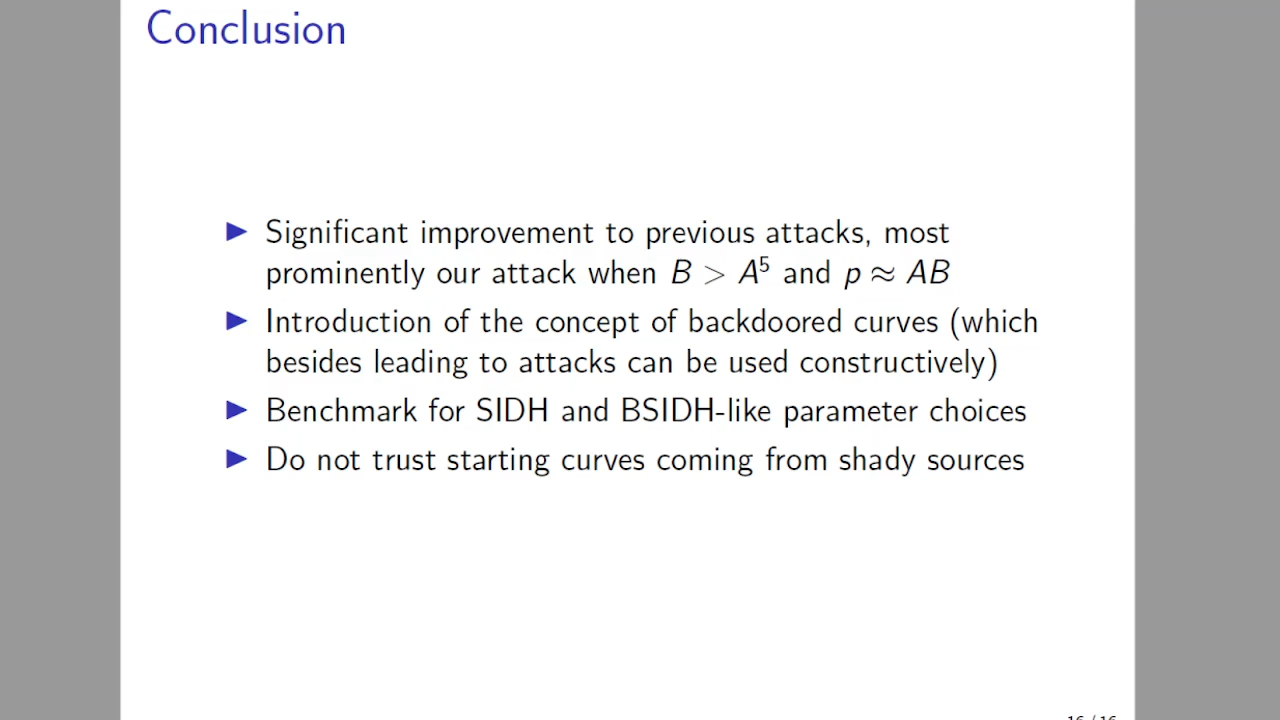 Conclusion
▶ Significant improvement to previous attacks, most
prominently our attack when B > A⁵ and p ≈ AB
▶ Introduction of the concept of backdoored curves (which
besides leading to attacks can be used constructively)
▶ Benchmark for SIDH and BSIDH-like parameter choices
▶ Do not trust starting curves coming from shady sources
16 / 16